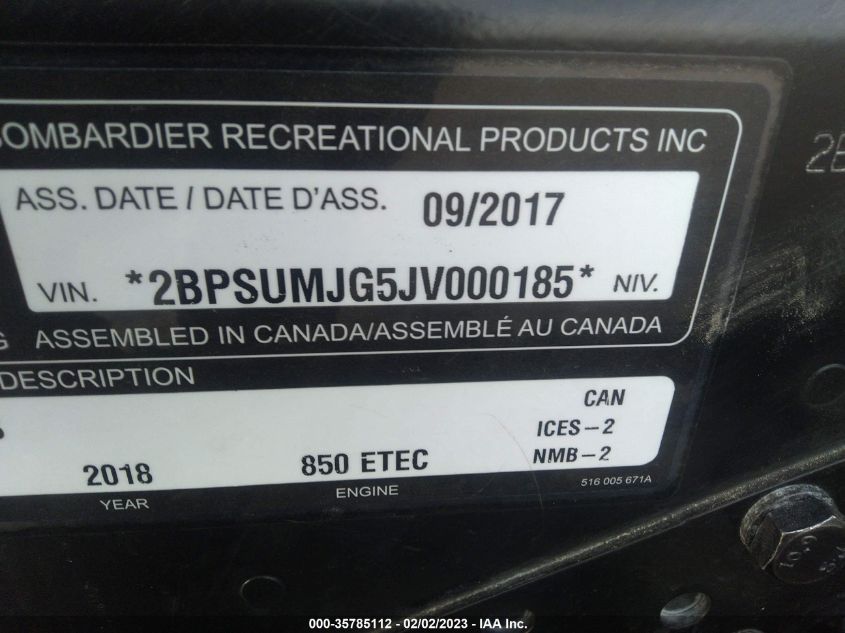 BOMBARDIER RECREATIONAL PRODUCTS INC
ASS. DATE / DATE D'ASS. 09/2017
VIN. *2BPSUMJG5JV000185* NIV.
ASSEMBLED IN CANADA/ASSEMBLÉ AU CANADA
DESCRIPTION
CAN
ICES-2
2018 850 ETEC NMB-2
YEAR ENGINE 516 005 671A
000-35785112 - 02/02/2023 - IAA Inc.